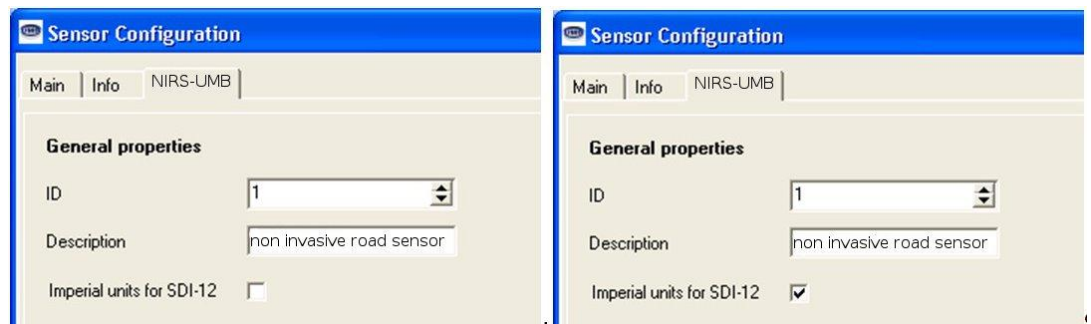 Sensor Configuration
Main Info NIRS-UMB
General properties
ID 1
Description non invasive road sensor
Imperial units for SDI-12
Sensor Configuration
Main Info NIRS-UMB
General properties
ID 1
Description non invasive road sensor
Imperial units for SDI-12